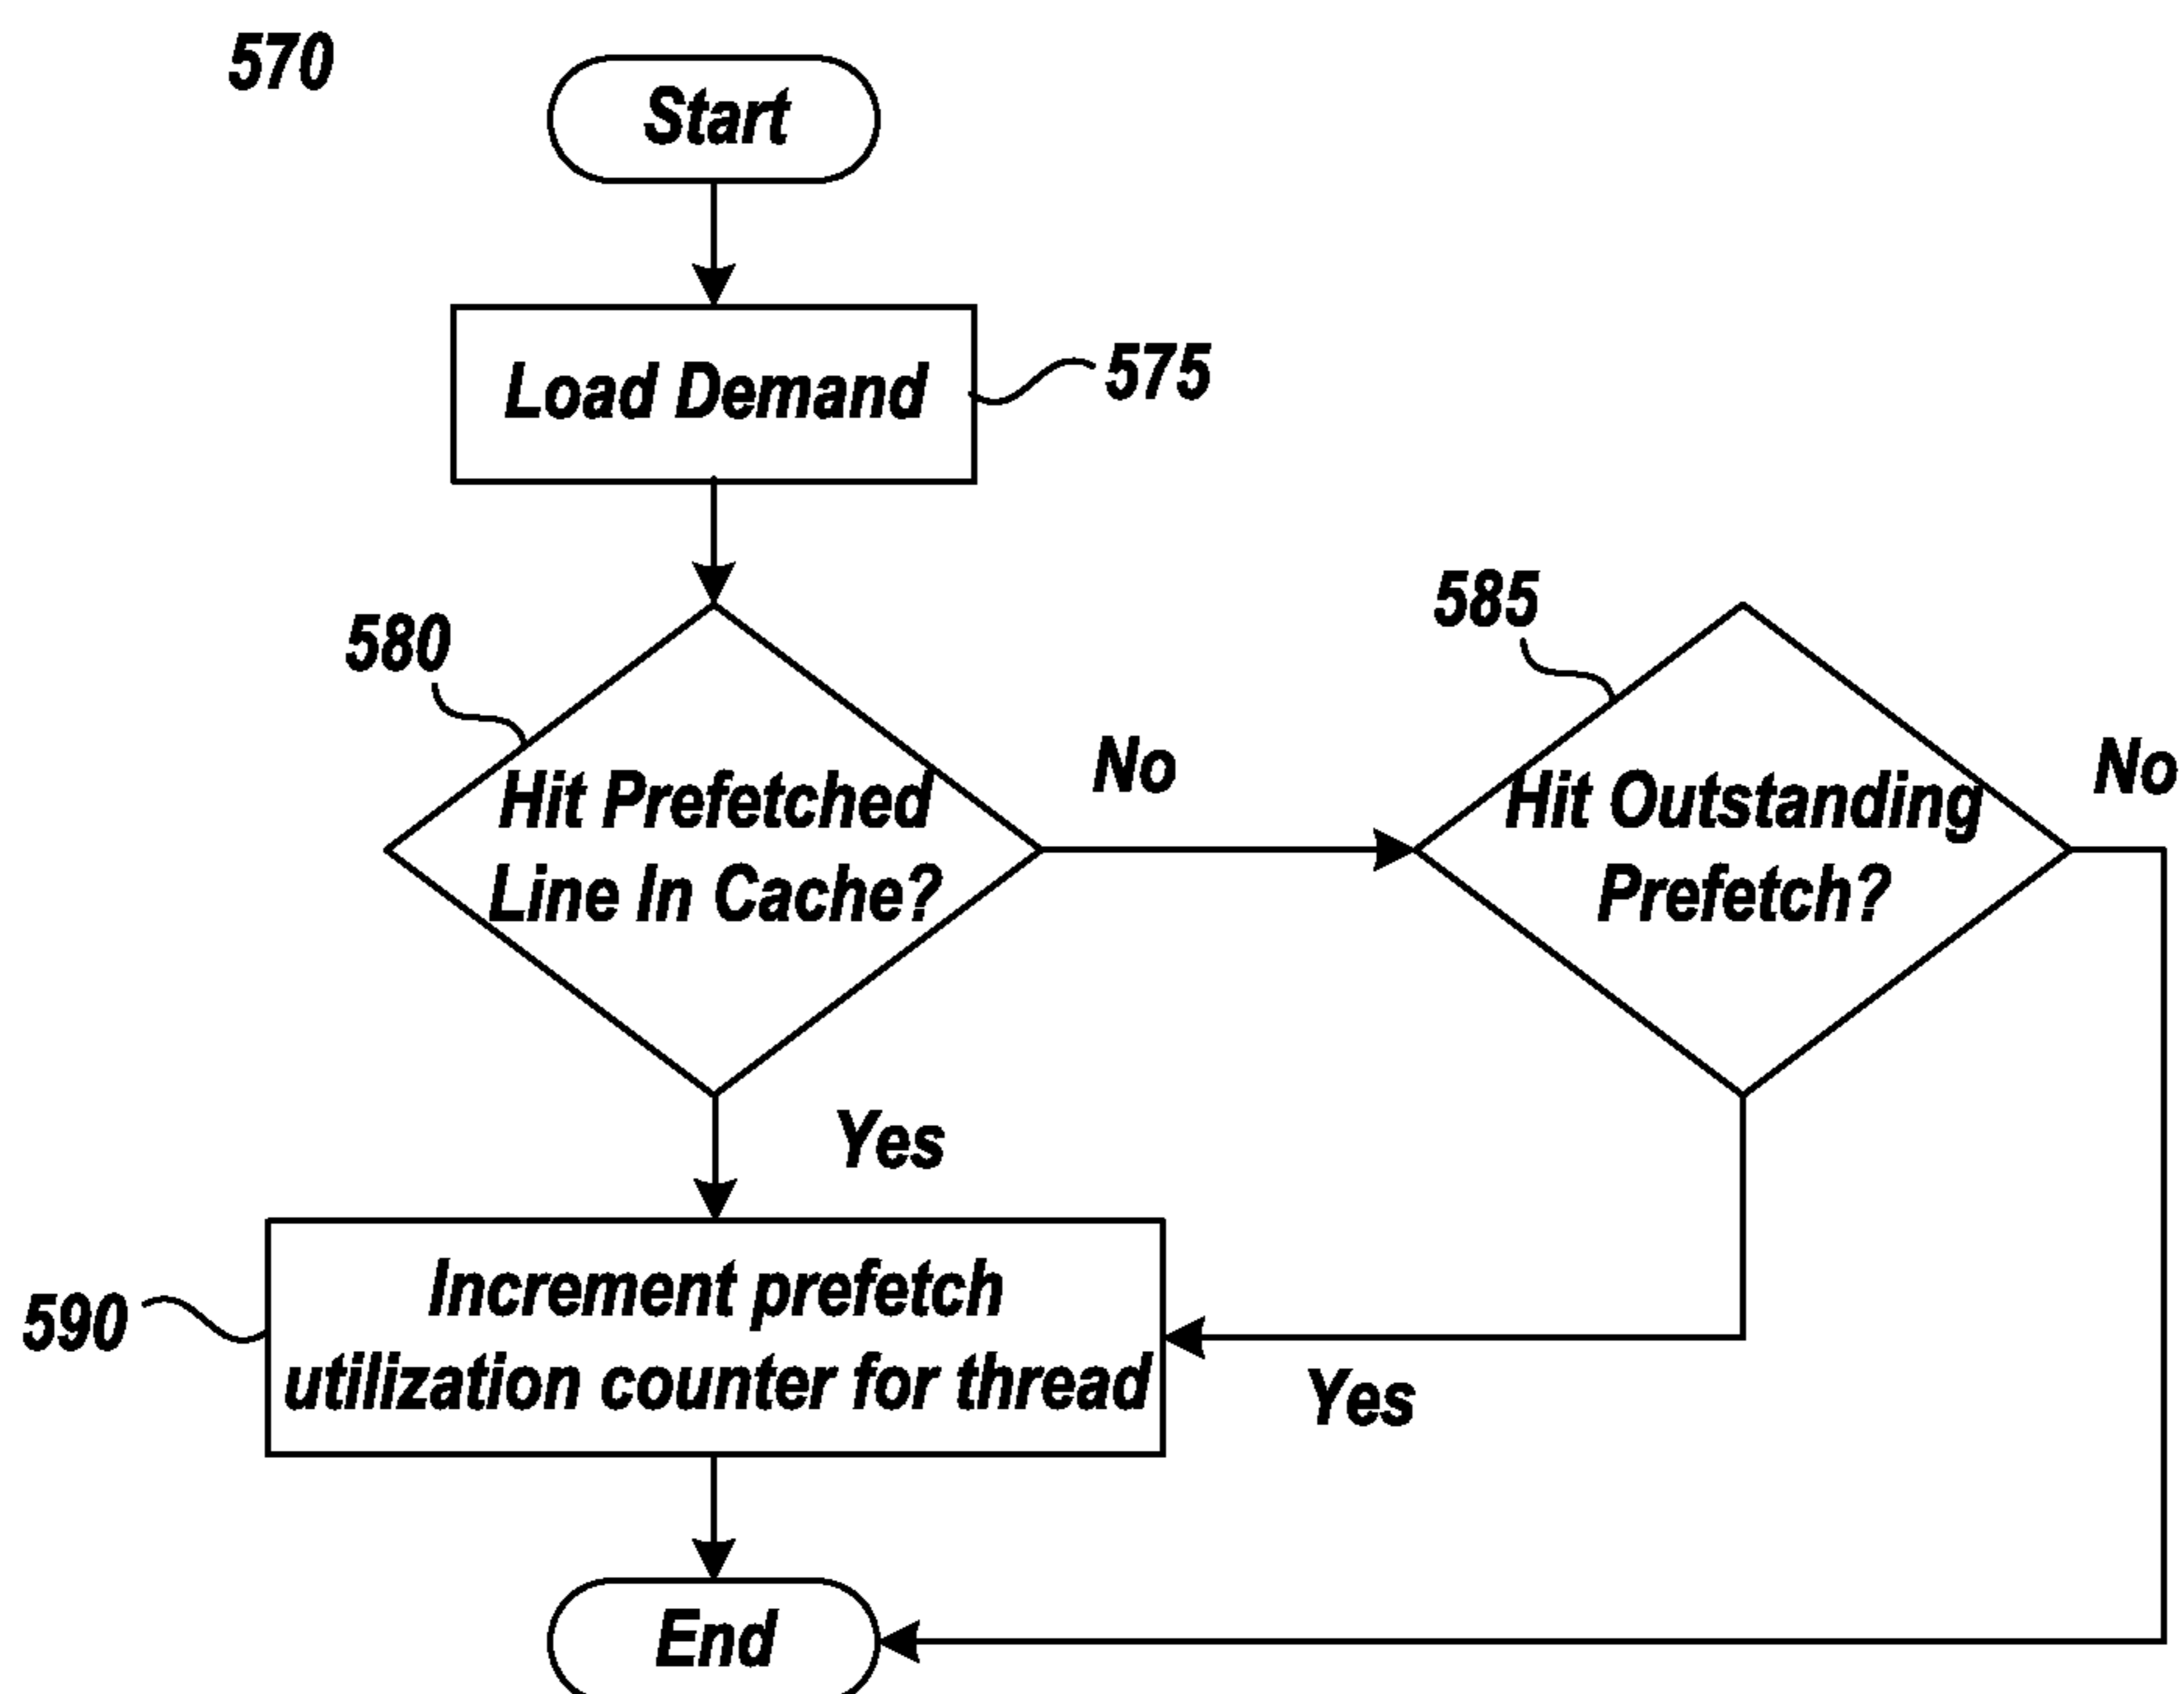 570
Start
Load Demand
575
580
Hit Prefetched
Line In Cache?
No
585
Hit Outstanding
Prefetch?
No
Yes
590
Increment prefetch
utilization counter for thread
Yes
End